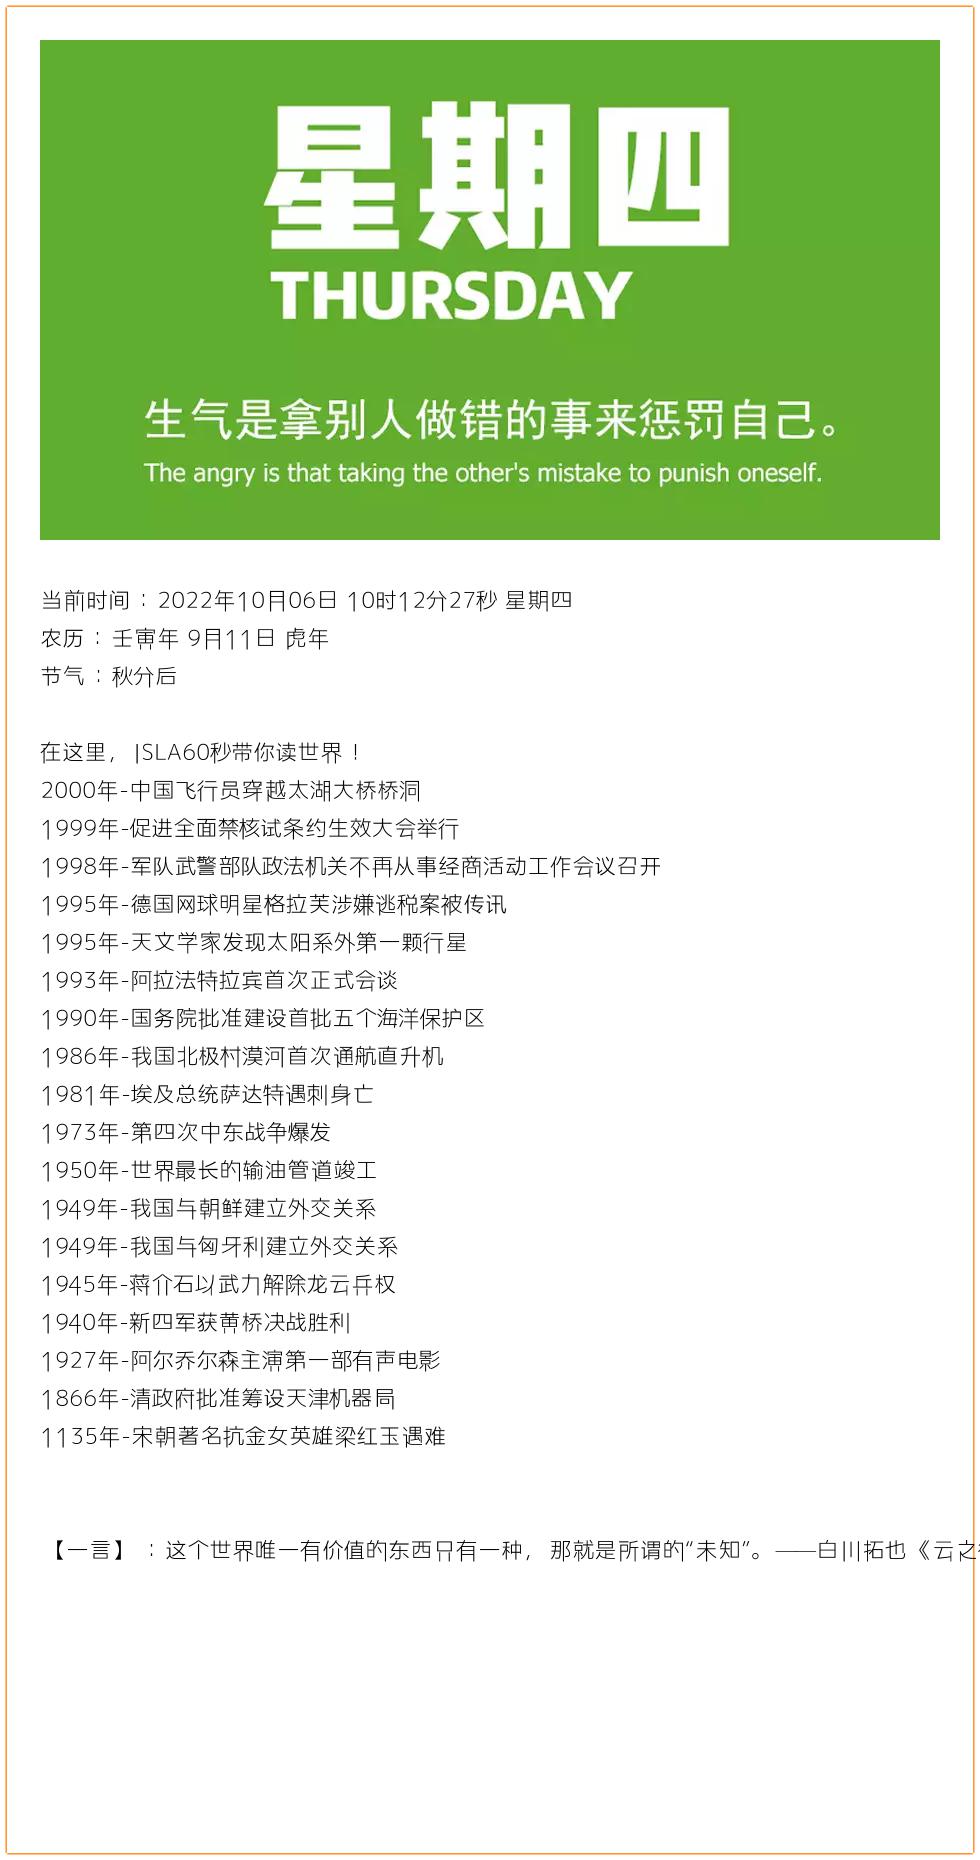 星期四
THURSDAY
生气是拿别人做错的事来惩罚自己。
The angry is that taking the other's mistake to punish oneself.
当前时间：2022年10月06日 10时12分27秒 星期四
农历：壬寅年 9月11日 虎年
节气：秋分后
在这里，JSLA60秒带你读世界！
2000年-中国飞行员穿越太湖大桥桥洞
1999年-促进全面禁核试条约生效大会举行
1998年-军队武警部队政法机关不再从事经商活动工作会议召开
1995年-德国网球明星格拉芙涉嫌逃税案被传讯
1995年-天文学家发现太阳系外第一颗行星
1993年-阿拉法特拉宾首次正式会谈
1990年-国务院批准建设首批五个海洋保护区
1986年-我国北极村漠河首次通航直升机
1981年-埃及总统萨达特遇刺身亡
1973年-第四次中东战争爆发
1950年-世界最长的输油管道竣工
1949年-我国与朝鲜建立外交关系
1949年-我国与匈牙利建立外交关系
1945年-蒋介石以武力解除龙云兵权
1940年-新四军获黄桥决战胜利
1927年-阿尔乔尔森主演第一部有声电影
1866年-清政府批准筹设天津机器局
1135年-宋朝著名抗金女英雄梁红玉遇难
【一言】：这个世界唯一有价值的东西只有一种，那就是所谓的“未知”。——白川拓也《云之